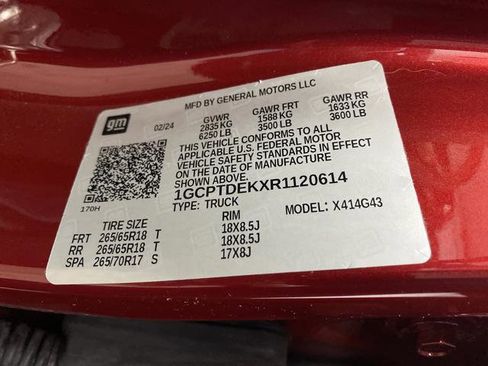 MFD BY GENERAL MOTORS LLC
gm
02/24 GVWR GAWR FRT GAWR RR
2835 KG 1588 KG 1633 KG
6250 LB 3500 LB 3600 LB
THIS VEHICLE CONFORMS TO ALL
APPLICABLE U.S. FEDERAL MOTOR
VEHICLE SAFETY STANDARDS IN EFFECT
ON THE DATE OF MANUFACTURE
SHOWN ABOVE.
1GCPTDEKXR1120614
170H
TYPE: TRUCK MODEL: X414G43
TIRE SIZE RIM
FRT 265/65R18 T 18X8.5J
RR 265/65R18 T 18X8.5J
SPA 265/70R17 S 17X8J